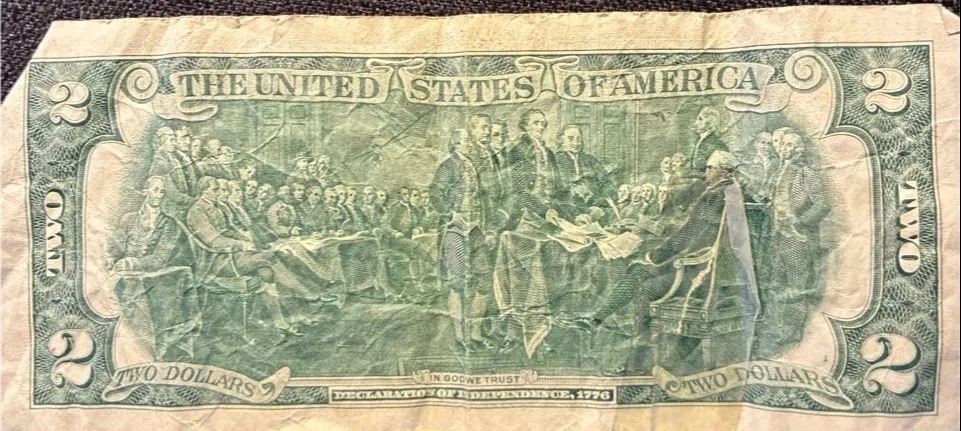 THE UNITED STATES OF AMERICA
2
2
TWO
TWO
2
2
TWO DOLLARS
TWO DOLLARS
IN GOD WE TRUST
DECLARATION OF INDEPENDENCE, 1776